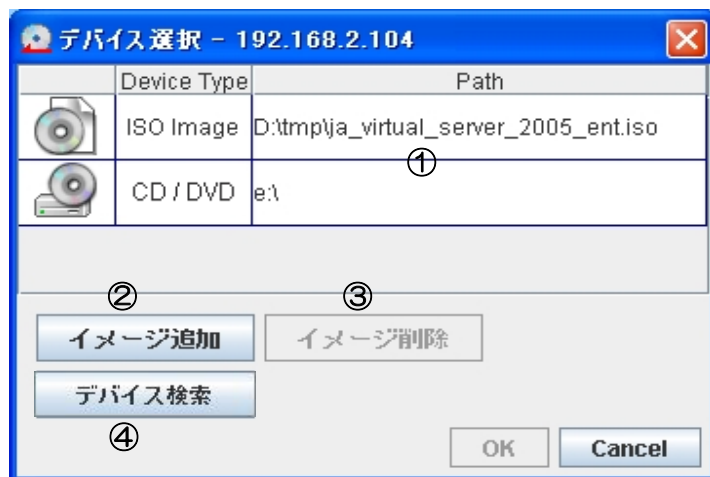 デバイス選択 - 192.168.2.104
Device Type Path
ISO Image D:\tmp\ja_virtual_server_2005_ent.iso
①
CD / DVD e:\
② ③
イメージ追加 イメージ削除
デバイス検索
④
OK Cancel